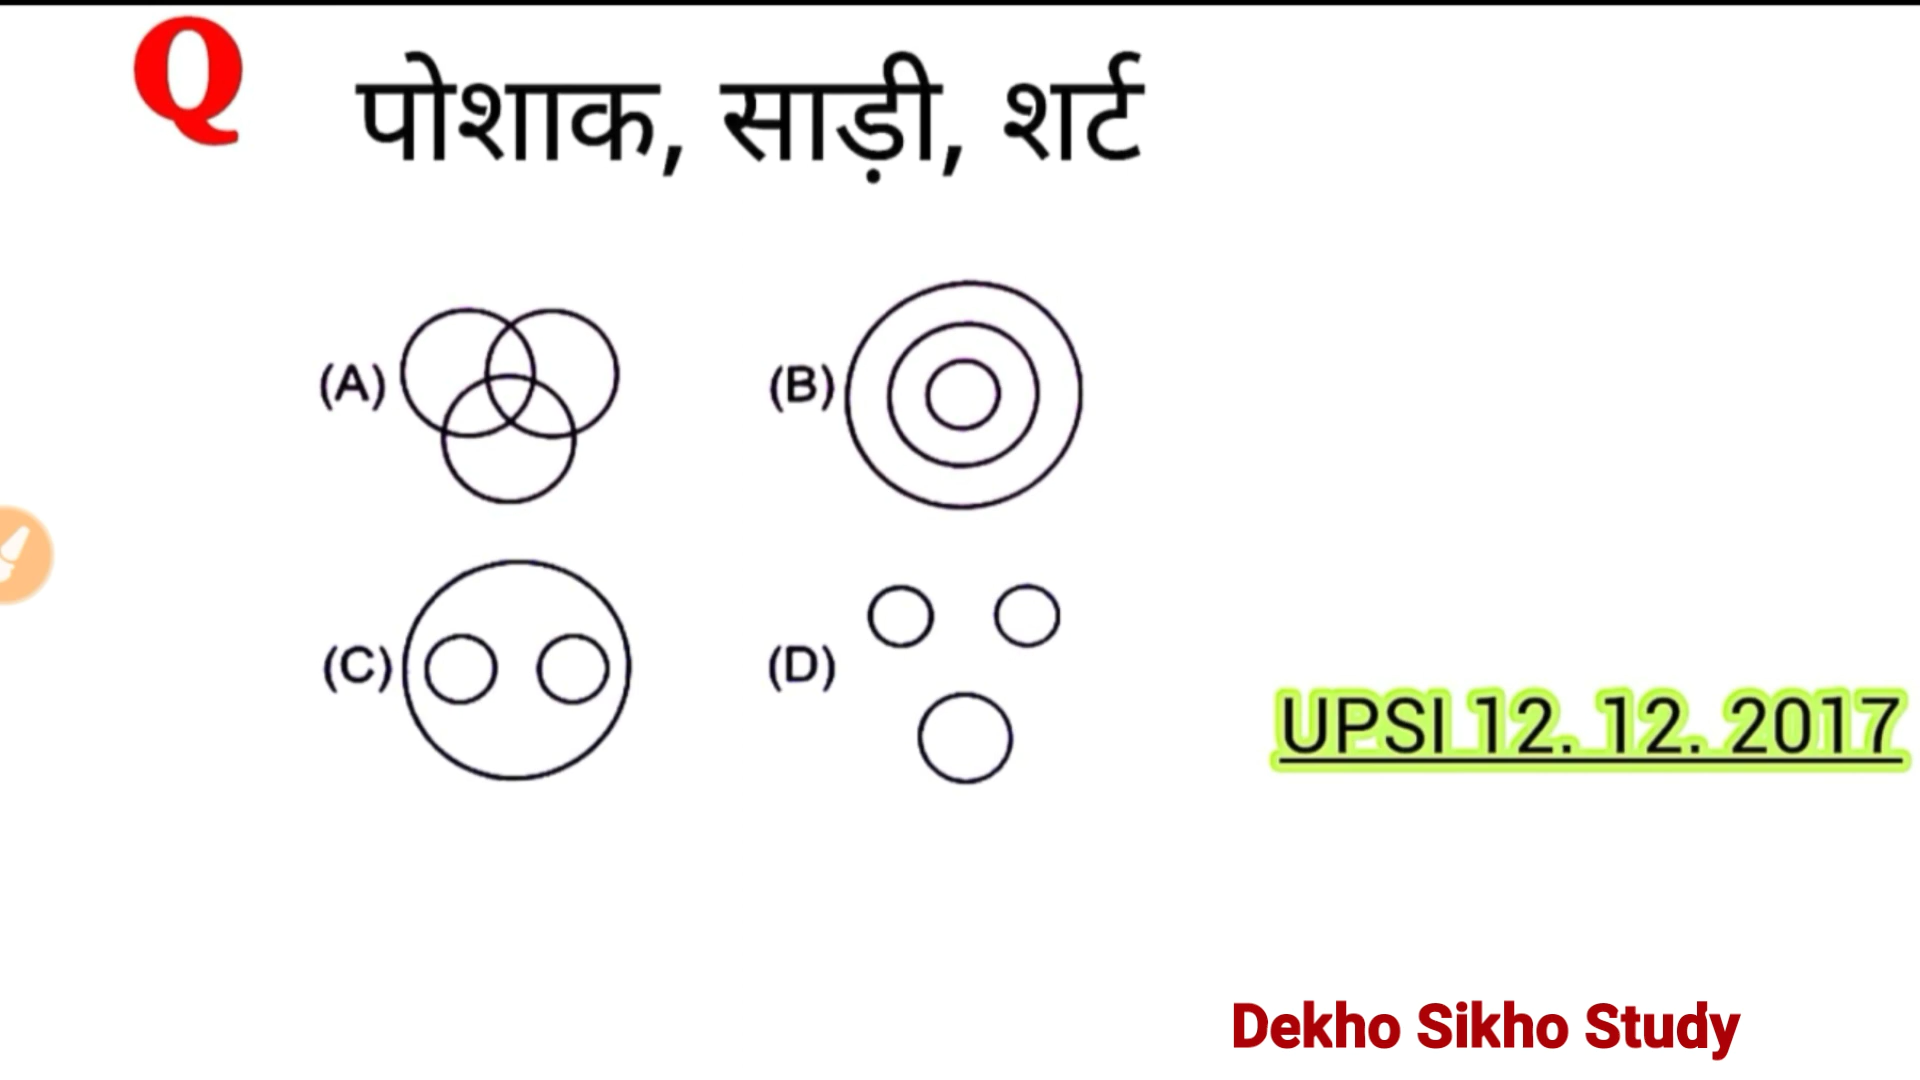 Q पोशाक, साड़ी, शर्ट
(A) (B)
(C) (D)
UPSI 12. 12. 2017
Dekho Sikho Study